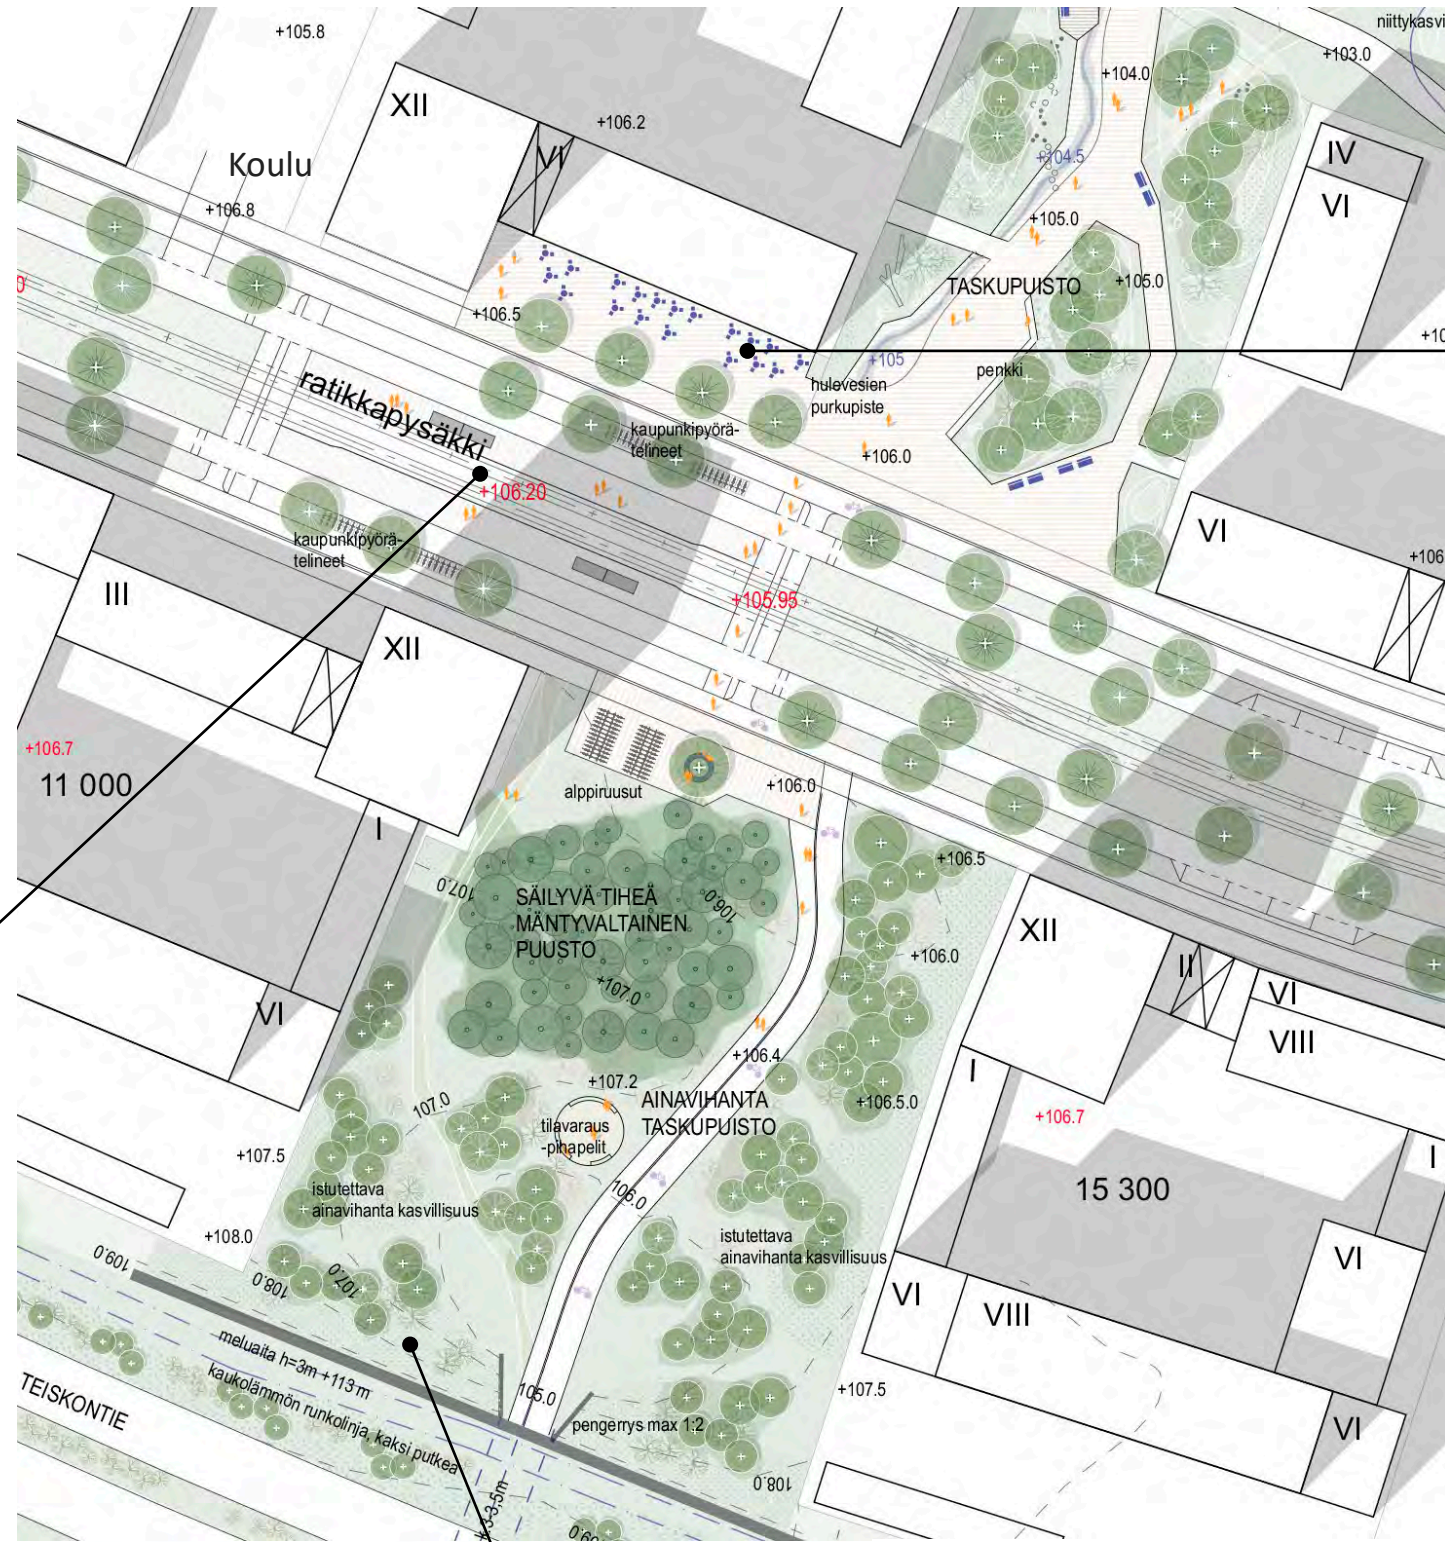 +105.8
niittykasvi
+103.0
+104.0
XII
+106.2
VI
IV
Koulu
+104.5
VI
+106.8
+105.0
TASKUPUISTO
+105.0
+106.5
0
+10
+105
penkki
hulevesien
purkupiste
ratikkapysäkki
kaupunkipyörä-
telineet
+106.0
+106.20
VI
kaupunkipyörä-
telineet
+106
III
+105.95
XII
+106.7
11 000
alppiruusut
+106.0
I
+106.5
107.0
SÄILYVÄ TIHEÄ
MÄNTYVALTAINEN
PUUSTO
106.0
XII
+106.0
II
+107.0
VI
VI
VIII
+106.4
I
+107.2
AINAVIHANTA
TASKUPUISTO
107.0
+106.5.0
+106.7
tilavaraus
-pihapelit
+107.5
I
istutettava
ainavihanta kasvillisuus
106.0
15 300
+108.0
istutettava
ainavihanta kasvillisuus
109.0
108.0
107.0
VI
VI
VIII
meluaita h=3m +113 m
kaukolämmön runkolinja, kaksi putkea
TEISKONTIE
105.0
+107.5
pengerrys max 1:2
VI
108.0
3-3,5m